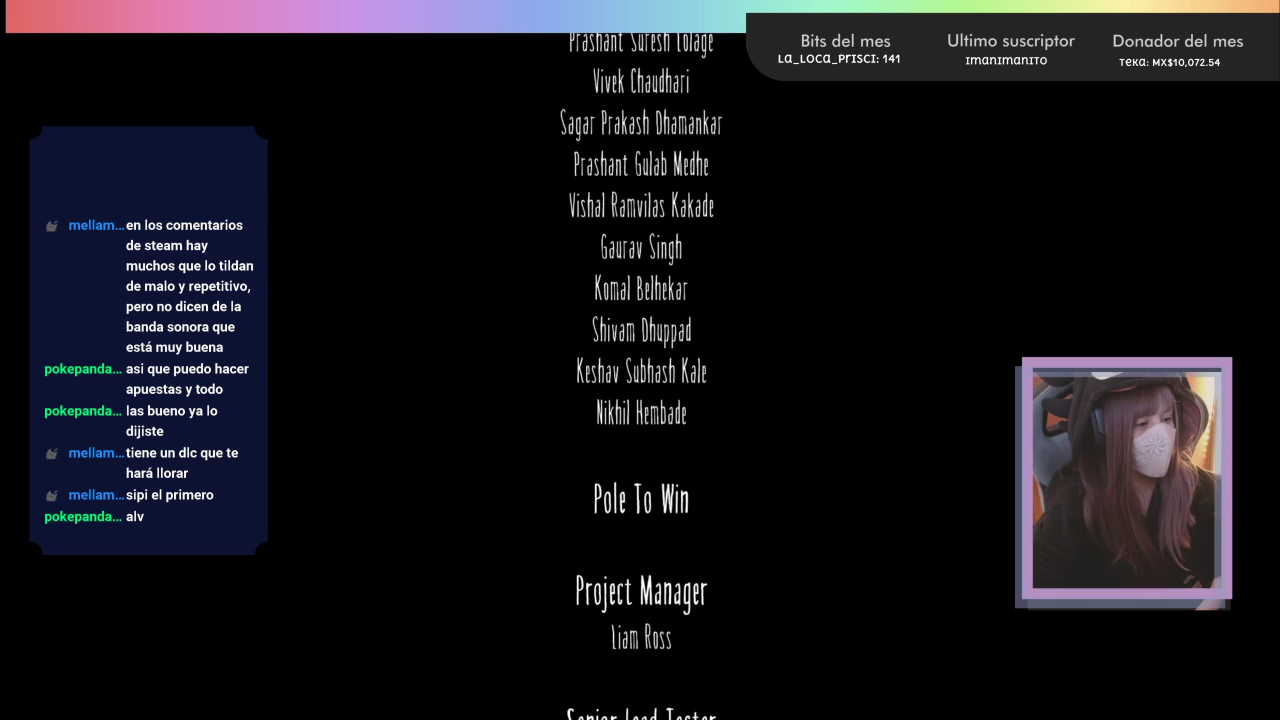 Bits del mes
La_Loca_Prisci: 141
Ultimo suscriptor
Imanimanito
Donador del mes
Teka: MX$10,072.54
Prashant Suresh Lolage
Vivek Chaudhari
Sagar Prakash Dhamankar
Prashant Gulab Medhe
Vishal Ramvilas Kakade
Gaurav Singh
Komal Belhekar
Shivam Dhuppad
Keshav Subhash Kale
Nikhil Hembade
Pole To Win
Project Manager
Liam Ross
Senior Lead Tester
mellam... en los comentarios
de steam hay
muchos que lo tildan
de malo y repetitivo,
pero no dicen de la
banda sonora que
está muy buena
pokepanda... asi que puedo hacer
apuestas y todo
pokepanda... las bueno ya lo
dijiste
mellam... tiene un dlc que te
hará llorar
mellam... sipi el primero
pokepanda... alv